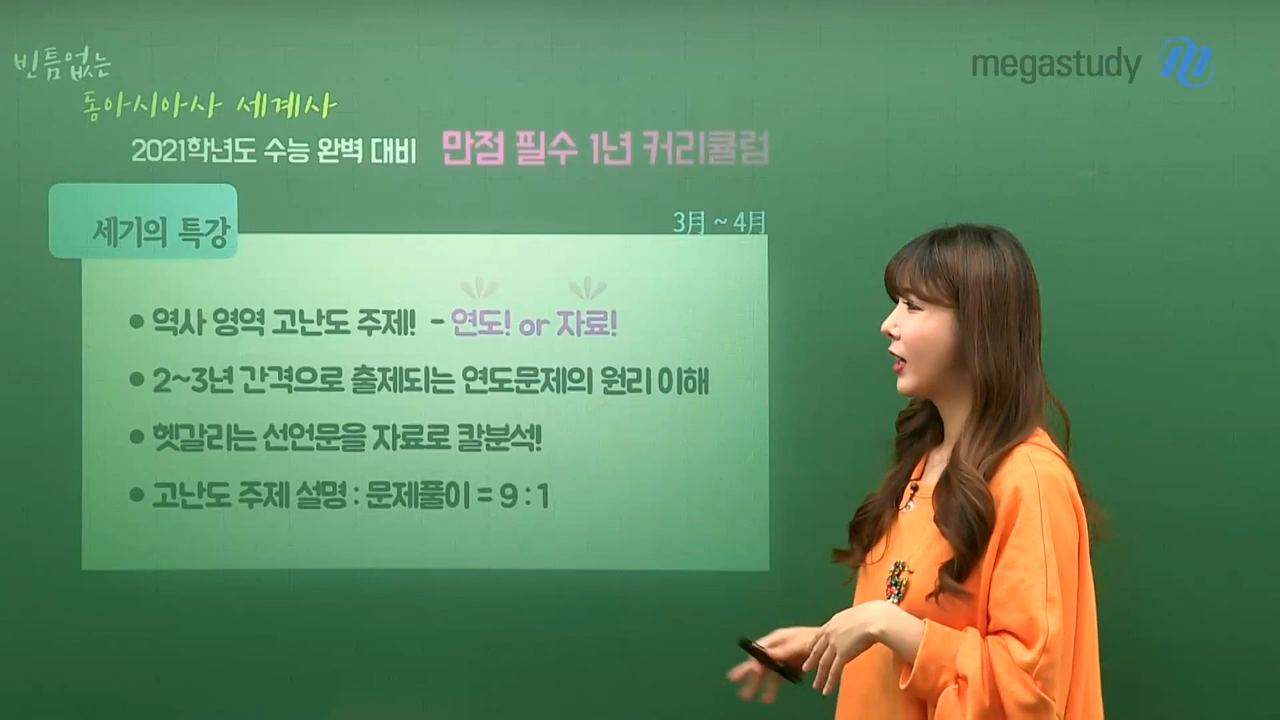 빈틈없는
동아시아사 세계사
megastudy
2021학년도 수능 완벽 대비 만점 필수 1년 커리큘럼
세기의 특강
3月 ~ 4月
● 역사 영역 고난도 주제! - 연도! or 자료!
● 2~3년 간격으로 출제되는 연도문제의 원리 이해
● 헷갈리는 선언문을 자료로 칼분석!
● 고난도 주제 설명 : 문제풀이 = 9 : 1